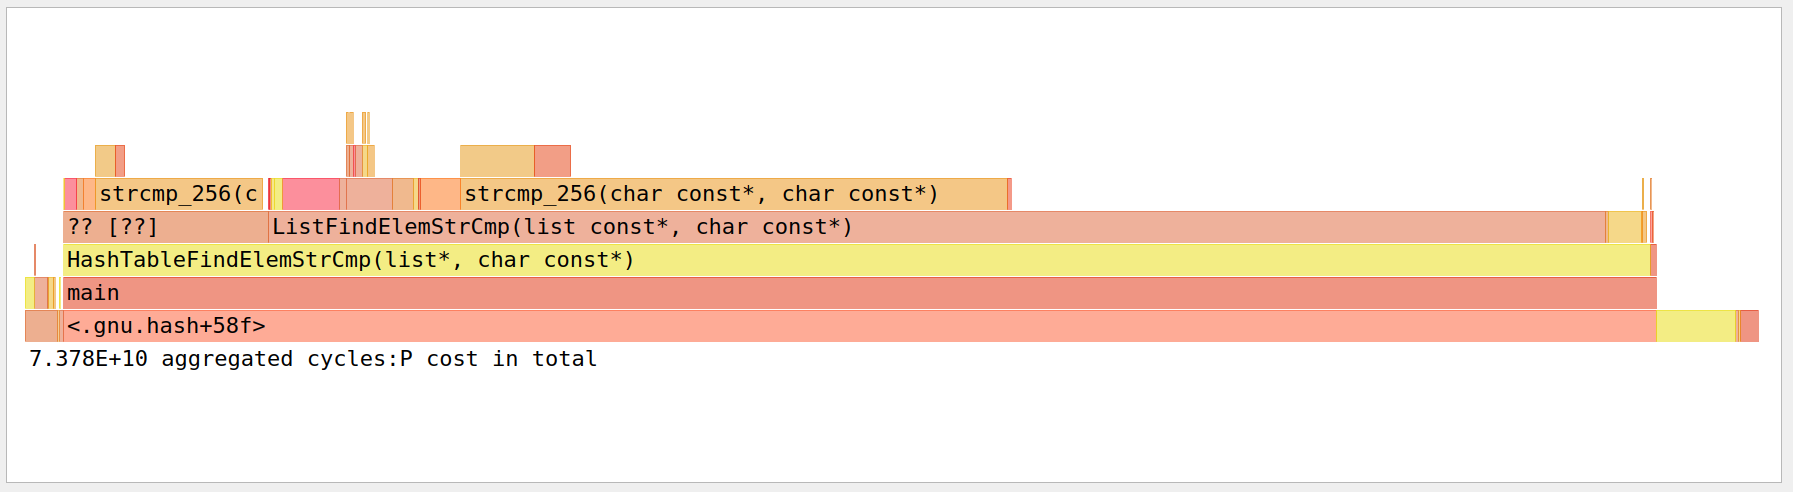 strcmp_256(c strcmp_256(char const*, char const*)
?? [??] ListFindElemStrCmp(list const*, char const*)
HashTableFindElemStrCmp(list*, char const*)
main
<.gnu.hash+58f>
7.378E+10 aggregated cycles:P cost in total